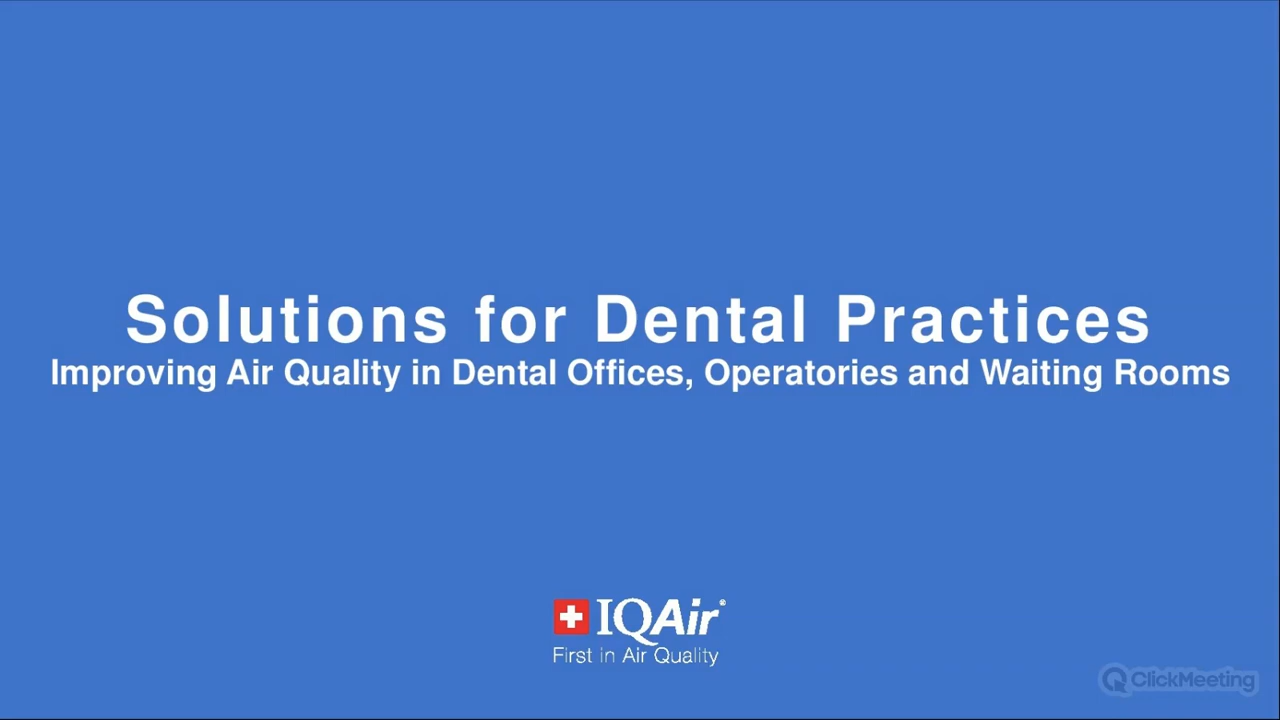 Solutions for Dental Practices
Improving Air Quality in Dental Offices, Operatories and Waiting Rooms
IQAir®
First in Air Quality
ClickMeeting